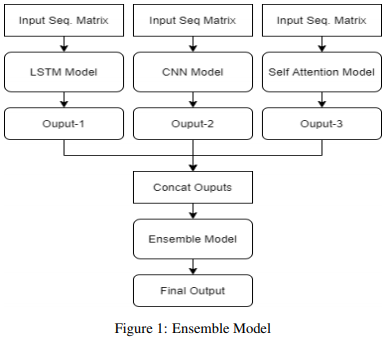 Input Seq. Matrix
Input Seq. Matrix
Input Seq. Matrix
LSTM Model
CNN Model
Self Attention Model
Ouput-1
Ouput-2
Ouput-3
Concat Ouputs
Ensemble Model
Final Output
Figure 1: Ensemble Model